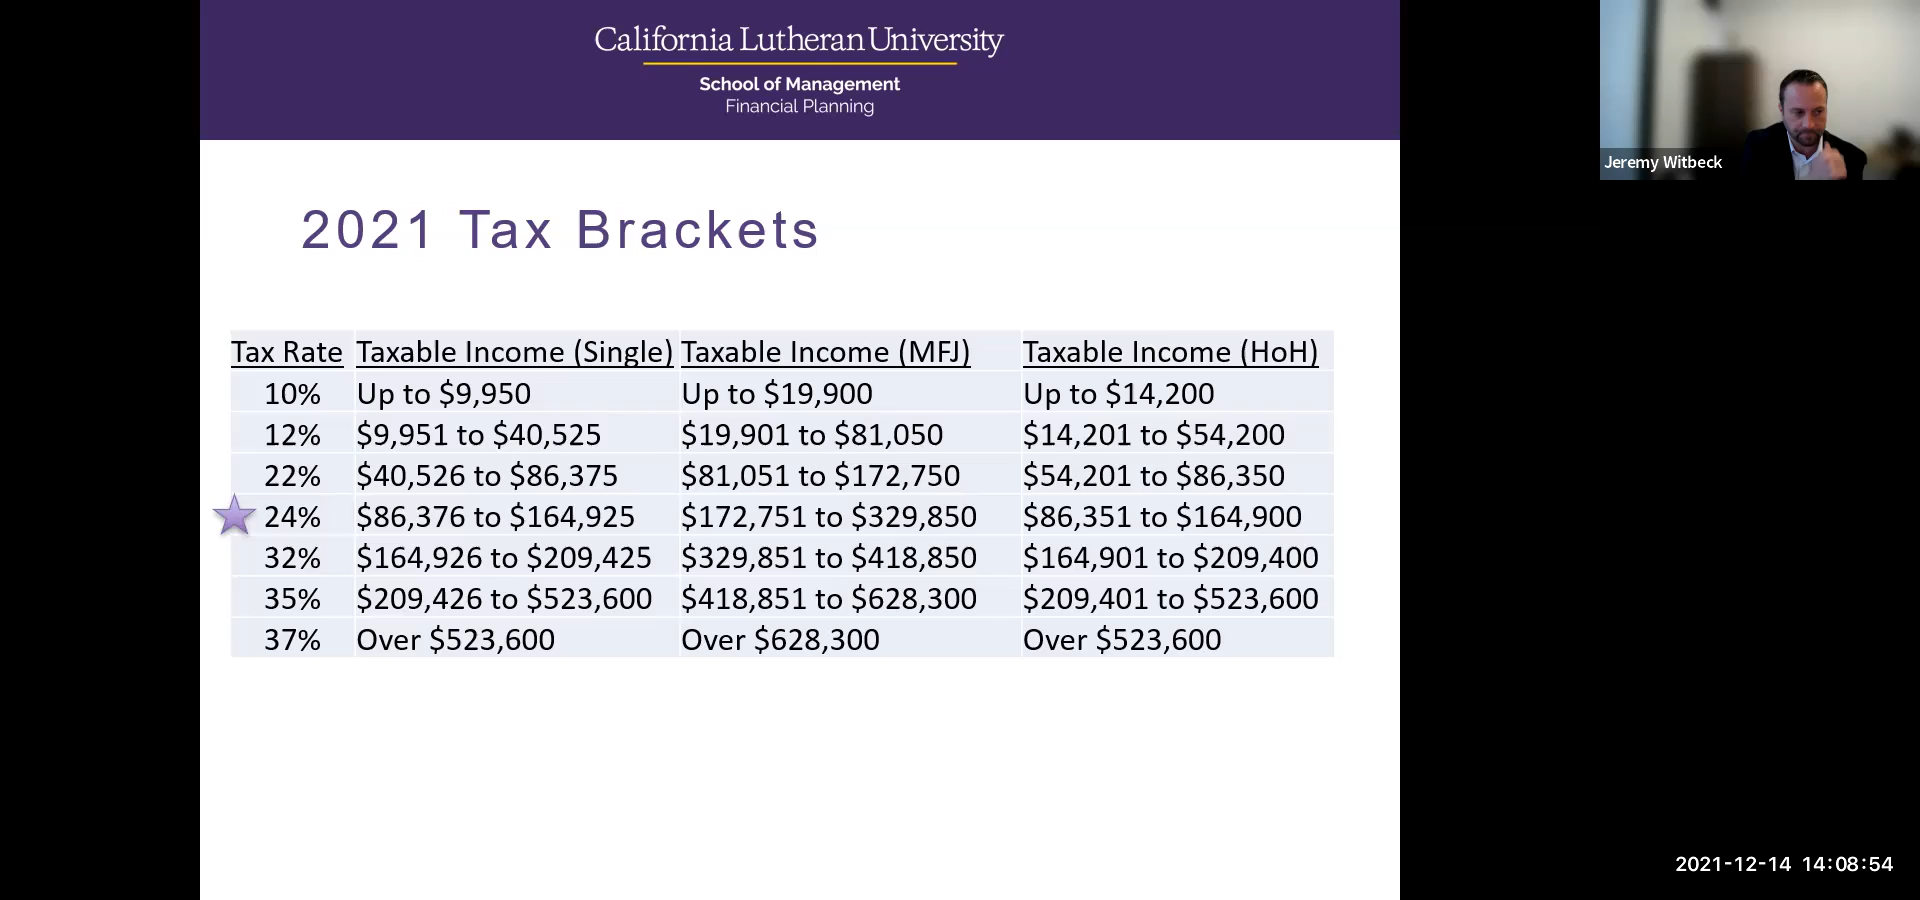 California Lutheran University
School of Management
Financial Planning
Jeremy Witbeck
2021 Tax Brackets
Tax Rate Taxable Income (Single) Taxable Income (MFJ) Taxable Income (HoH)
10% Up to $9,950 Up to $19,900 Up to $14,200
12% $9,951 to $40,525 $19,901 to $81,050 $14,201 to $54,200
22% $40,526 to $86,375 $81,051 to $172,750 $54,201 to $86,350
24% $86,376 to $164,925 $172,751 to $329,850 $86,351 to $164,900
32% $164,926 to $209,425 $329,851 to $418,850 $164,901 to $209,400
35% $209,426 to $523,600 $418,851 to $628,300 $209,401 to $523,600
37% Over $523,600 Over $628,300 Over $523,600
2021-12-14 14:08:54